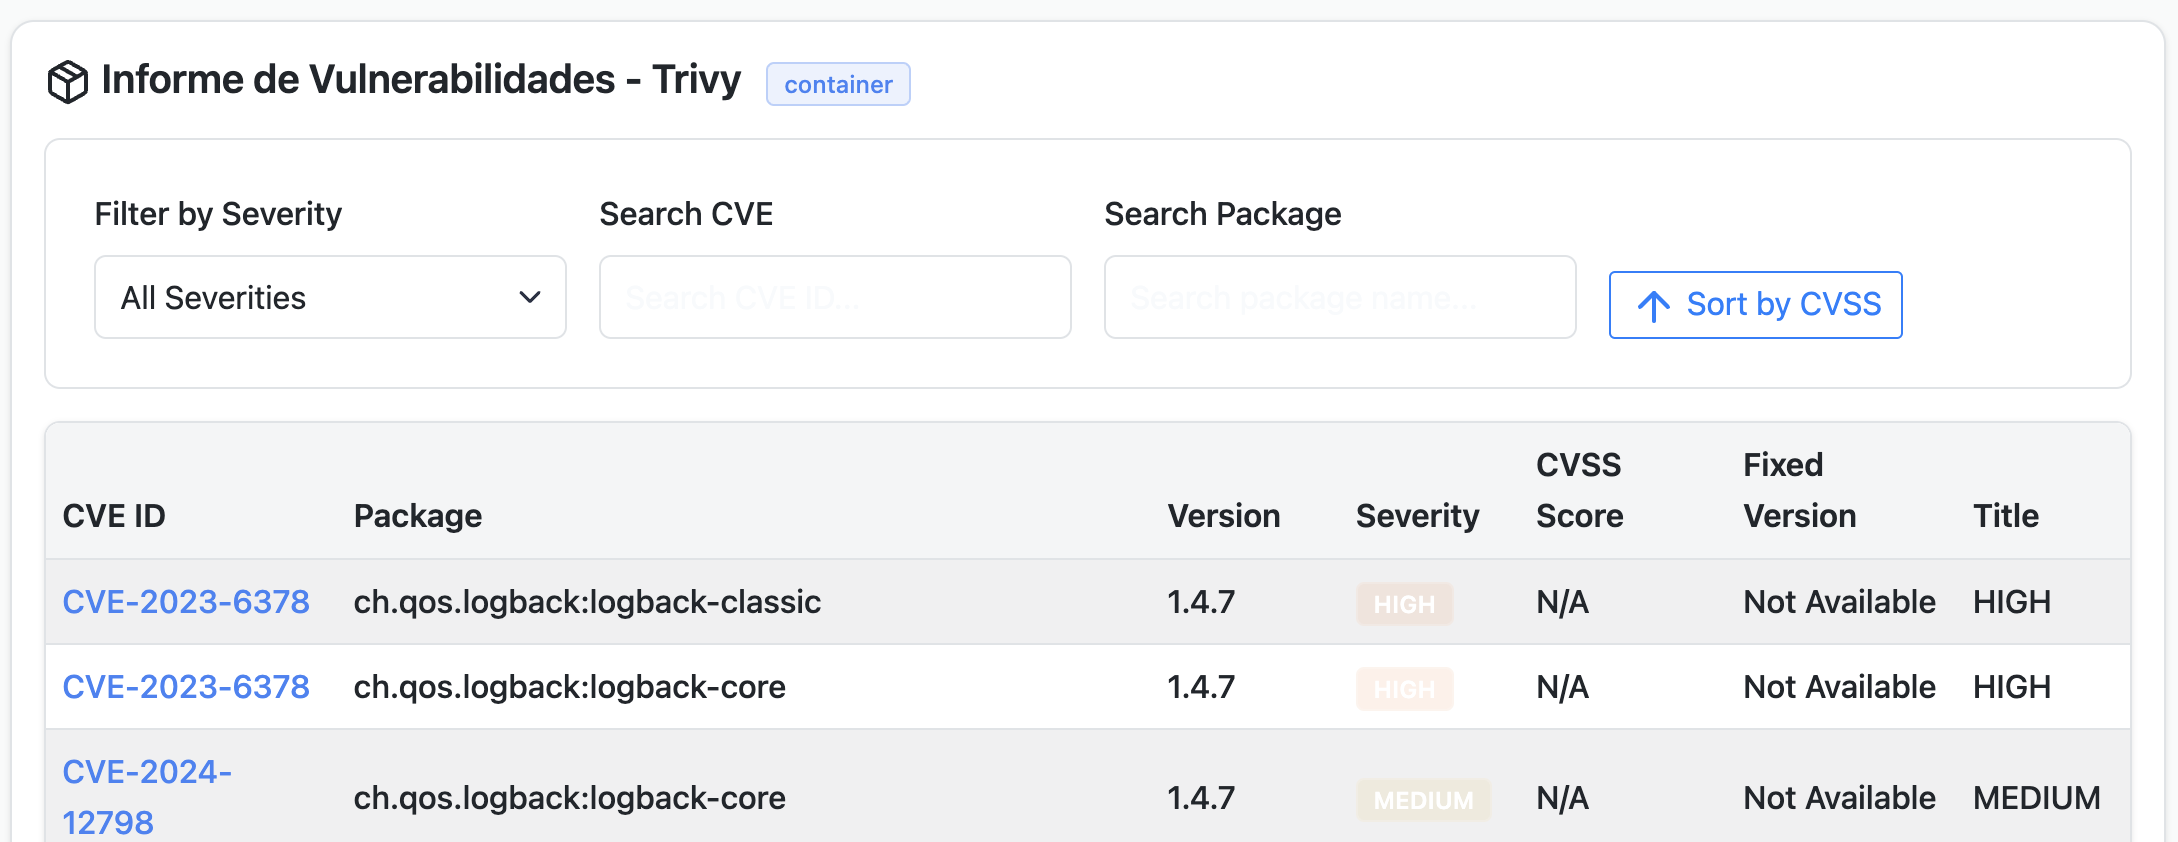 Informe de Vulnerabilidades - Trivy container
Filter by Severity Search CVE Search Package
All Severities Search CVE ID... Search package name... Sort by CVSS
CVE ID Package Version Severity CVSS Score Fixed Version Title
CVE-2023-6378 ch.qos.logback:logback-classic 1.4.7 HIGH N/A Not Available HIGH
CVE-2023-6378 ch.qos.logback:logback-core 1.4.7 HIGH N/A Not Available HIGH
CVE-2024-12798 ch.qos.logback:logback-core 1.4.7 MEDIUM N/A Not Available MEDIUM